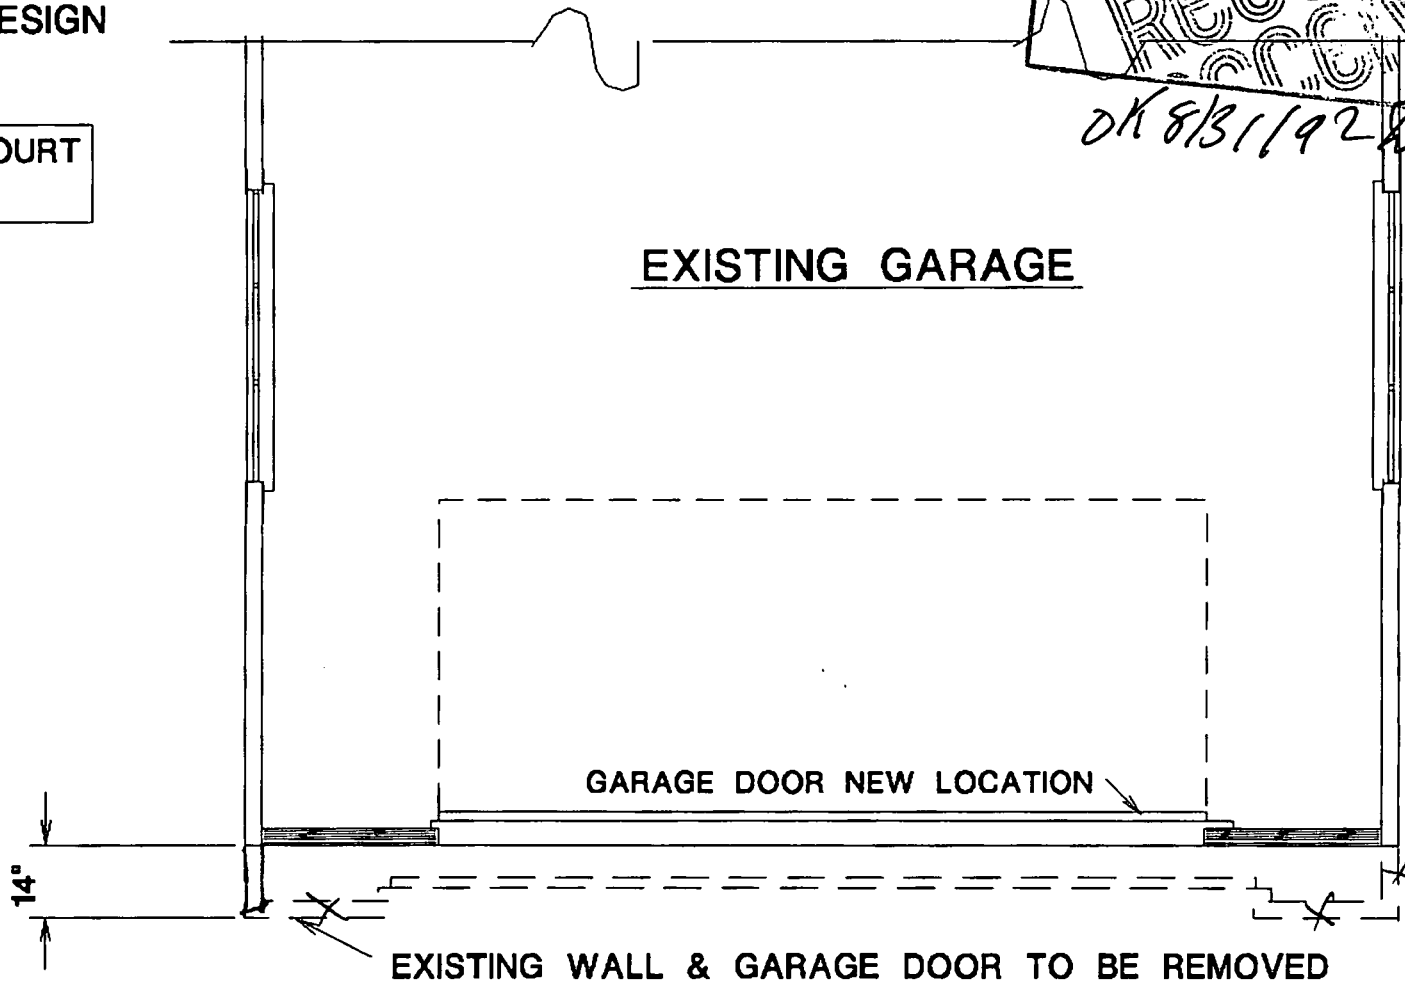 ESIGN
OURT
OK 8/31/92
EXISTING GARAGE
GARAGE DOOR NEW LOCATION
14"
EXISTING WALL & GARAGE DOOR TO BE REMOVED